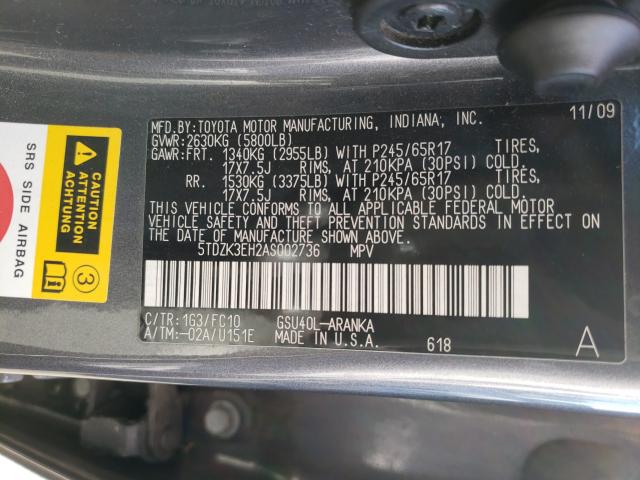 MFD.BY:TOYOTA MOTOR MANUFACTURING, INDIANA, INC. 11/09
GVWR:2630KG (5800LB)
GAWR:FRT. 1340KG (2955LB) WITH P245/65R17 TIRES,
17X7.5J RIMS, AT 210KPA (30PSI) COLD.
RR. 1530KG (3375LB) WITH P245/65R17 TIRES,
17X7.5J RIMS, AT 210KPA (30PSI) COLD.
THIS VEHICLE CONFORMS TO ALL APPLICABLE FEDERAL MOTOR
VEHICLE SAFETY AND THEFT PREVENTION STANDARDS IN EFFECT ON
THE DATE OF MANUFACTURE SHOWN ABOVE.
5TDZK3EH2AS002736 MPV
C/TR:1G3/FC10 GSU40L-ARANKA
A/TM:-02A/U151E MADE IN U.S.A. 618 A
SRS SIDE AIRBAG
CAUTION
ATTENTION
ACHTUNG
ATTENZIONE
3